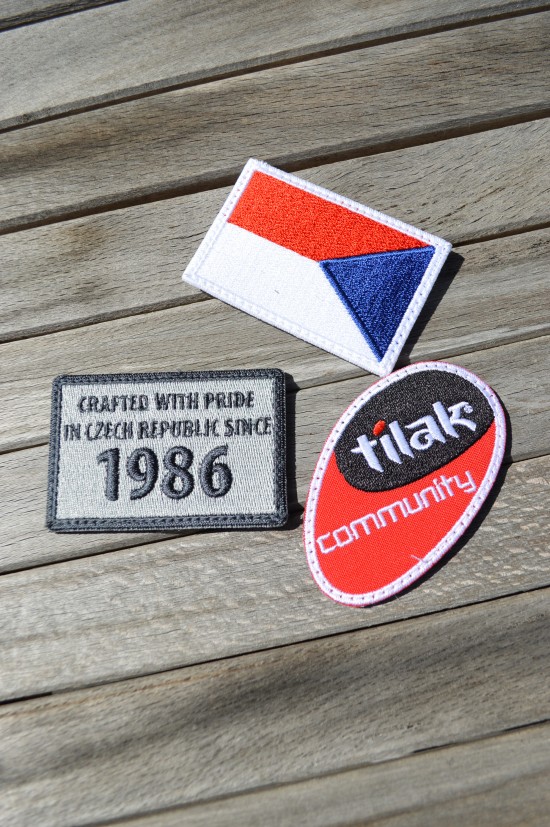 CRAFTED WITH PRIDE
IN CZECH REPUBLIC SINCE
1986
tilak
community